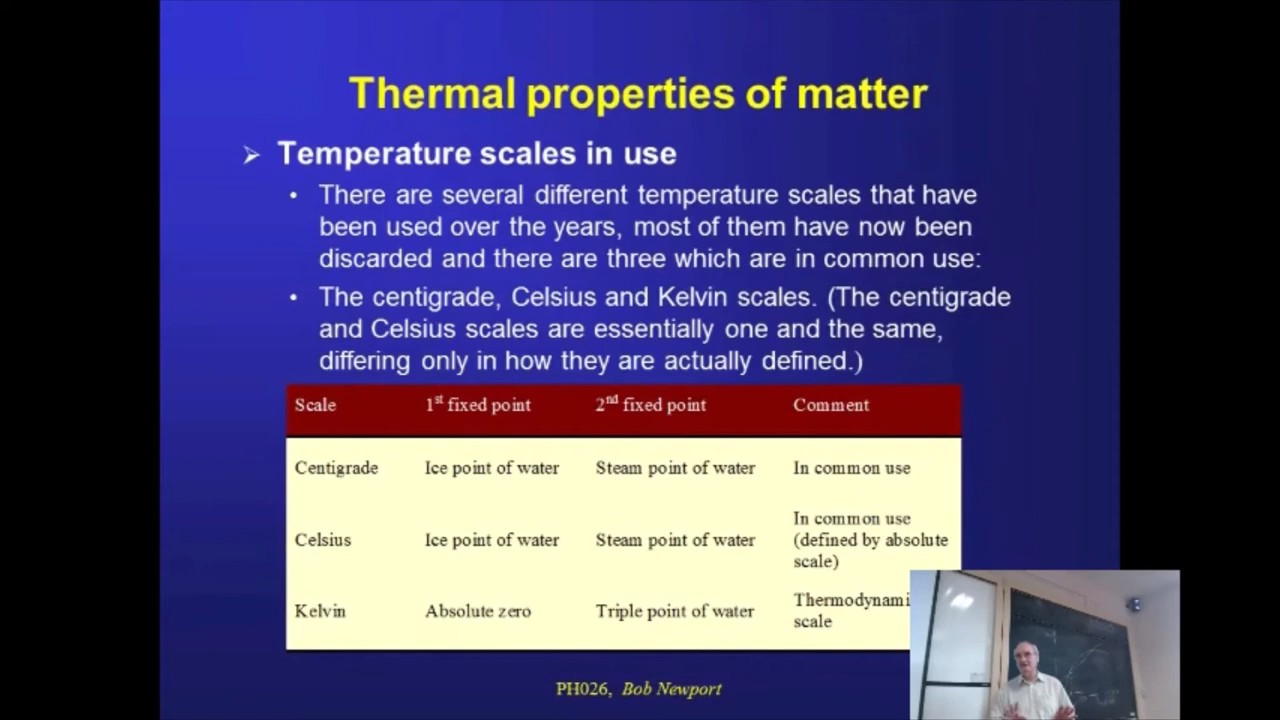 Thermal properties of matter
Temperature scales in use
There are several different temperature scales that have
been used over the years, most of them have now been
discarded and there are three which are in common use:
The centigrade, Celsius and Kelvin scales. (The centigrade
and Celsius scales are essentially one and the same,
differing only in how they are actually defined.)
Scale 1st fixed point 2nd fixed point Comment
Centigrade Ice point of water Steam point of water In common use
Celsius Ice point of water Steam point of water In common use
(defined by absolute
scale)
Kelvin Absolute zero Triple point of water Thermodynami
scale
PH026, Bob Newport